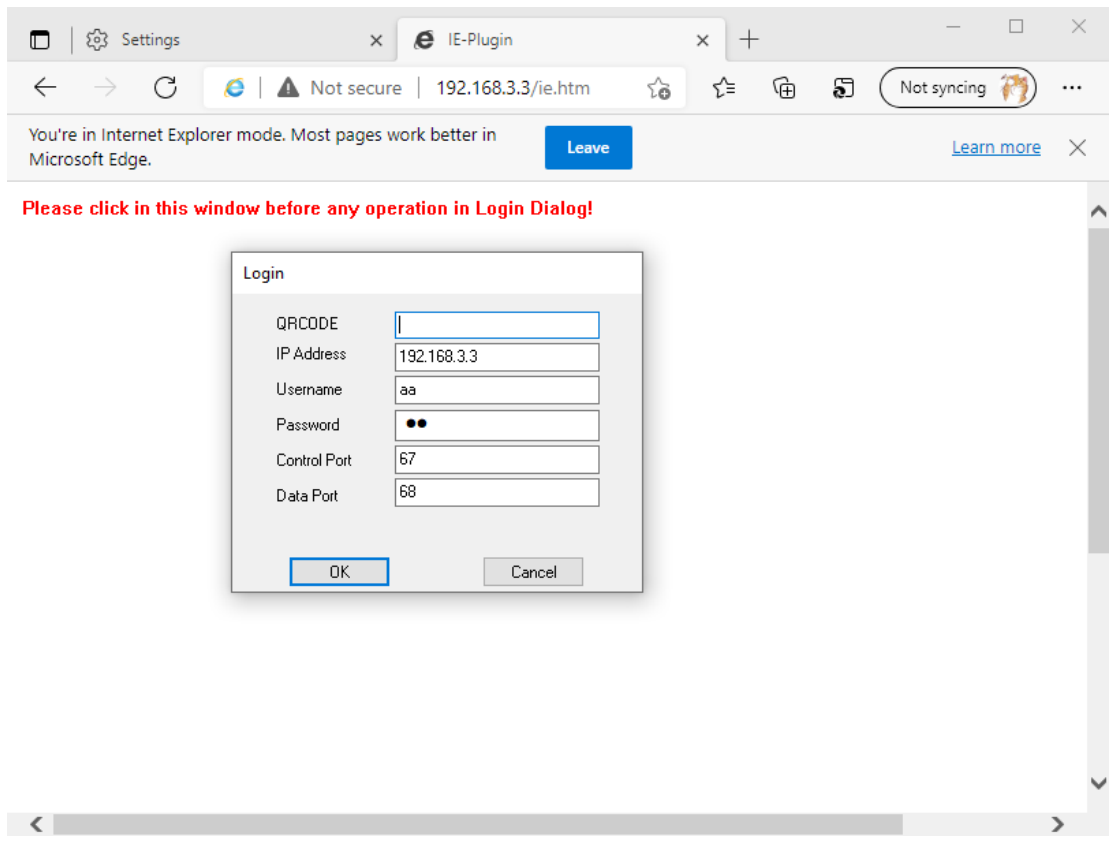 Settings
IE-Plugin
Not secure
192.168.3.3/ie.htm
Not syncing
You're in Internet Explorer mode. Most pages work better in
Microsoft Edge.
Leave
Learn more
Please click in this window before any operation in Login Dialog!
Login
QRCODE
IP Address 192.168.3.3
Username aa
Password ●●
Control Port 67
Data Port 68
OK Cancel